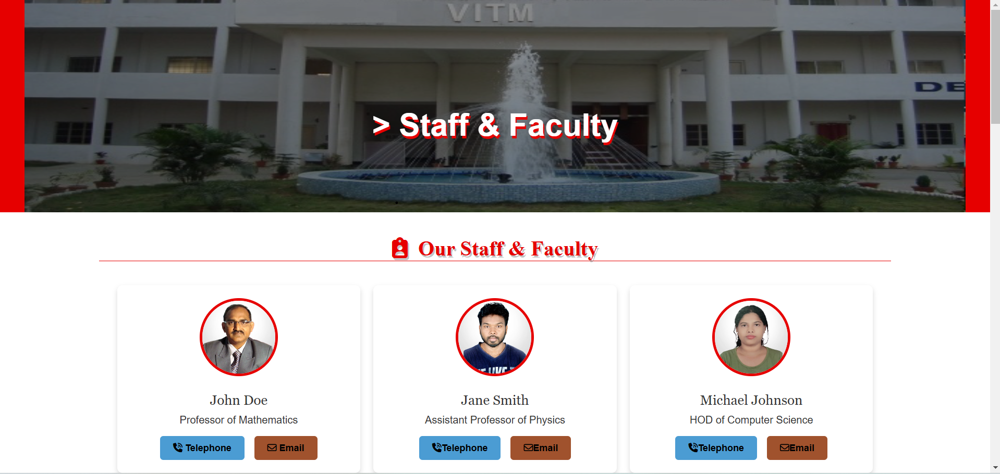 VITM
DE
> Staff & Faculty
Our Staff & Faculty
John Doe
Professor of Mathematics
Telephone
Email
Jane Smith
Assistant Professor of Physics
Telephone
Email
Michael Johnson
HOD of Computer Science
Telephone
Email